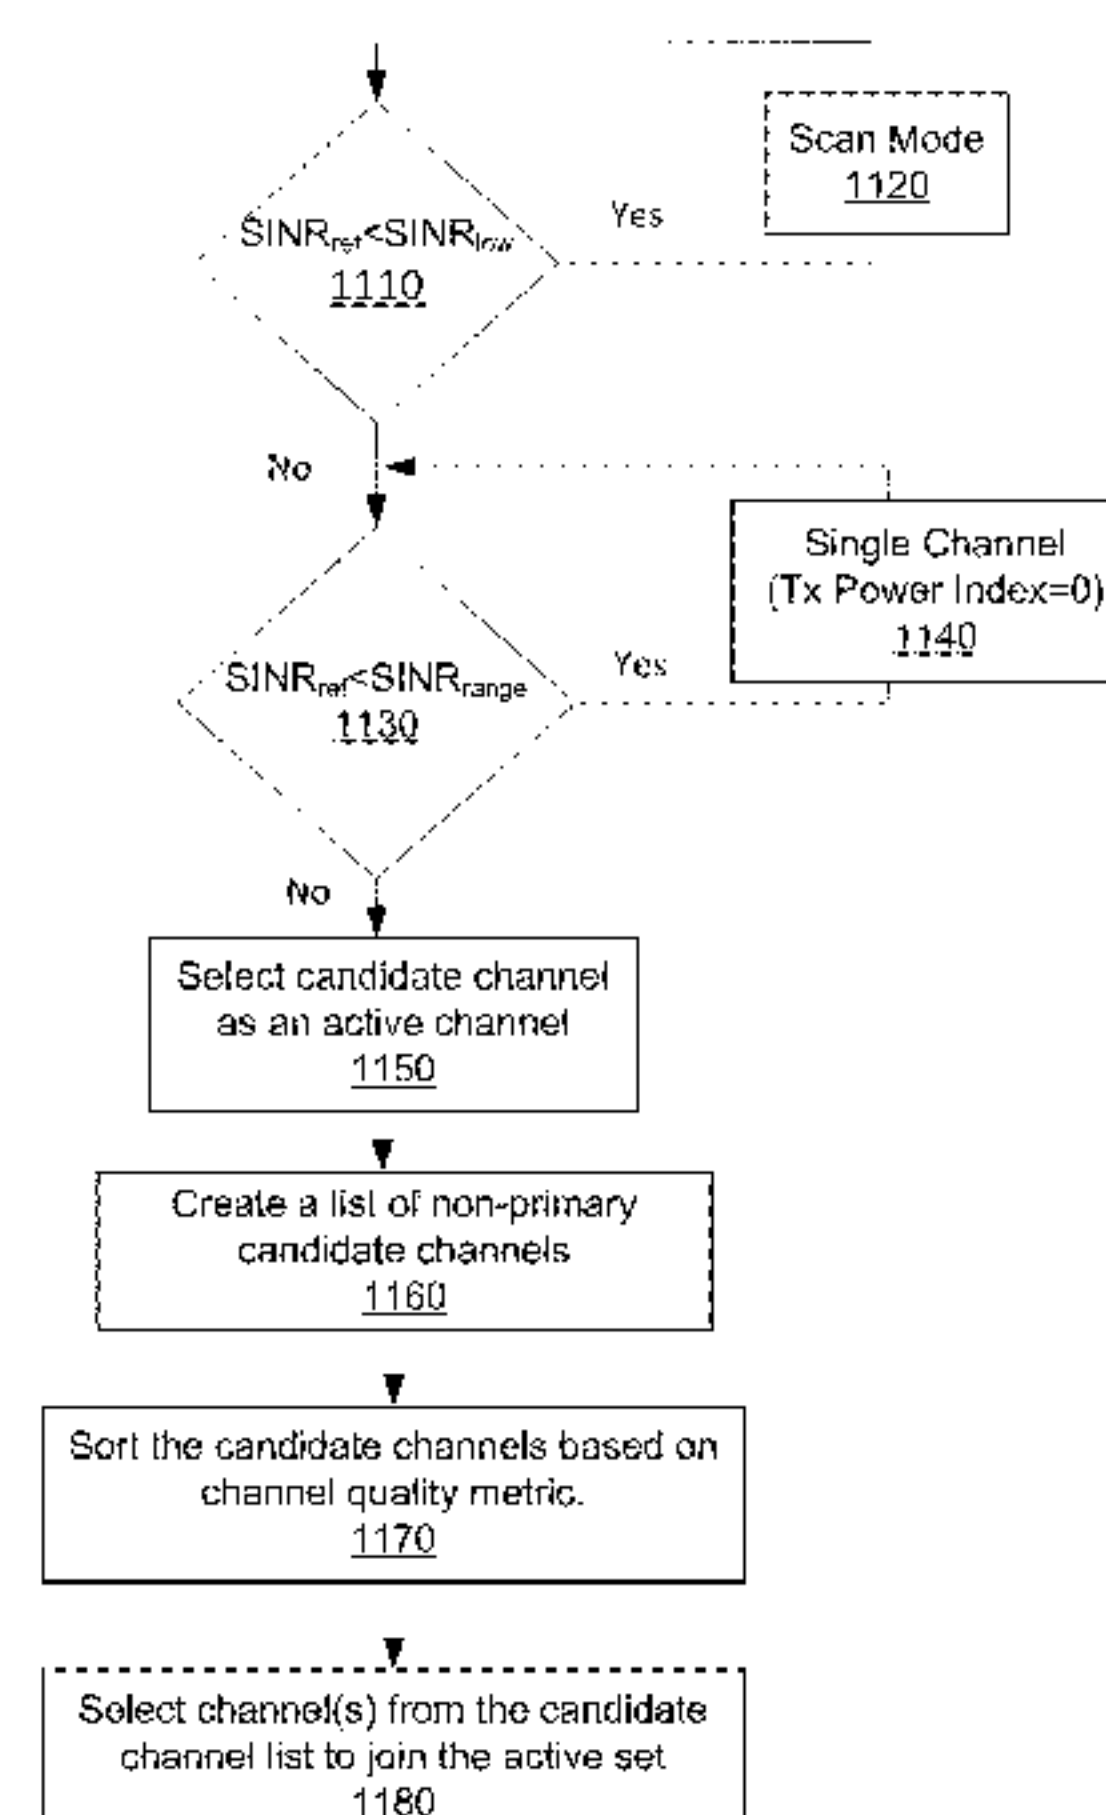 Scan Mode
1120
Yes
SINRref<SINRlow
1110
No
Single Channel
(Tx Power Index=0)
1140
Yes
SINRref<SINRrange
1130
No
Select candidate channel
as an active channel
1150
Create a list of non-primary
candidate channels
1160
Sort the candidate channels based on
channel quality metric.
1170
Select channel(s) from the candidate
channel list to join the active set
1180